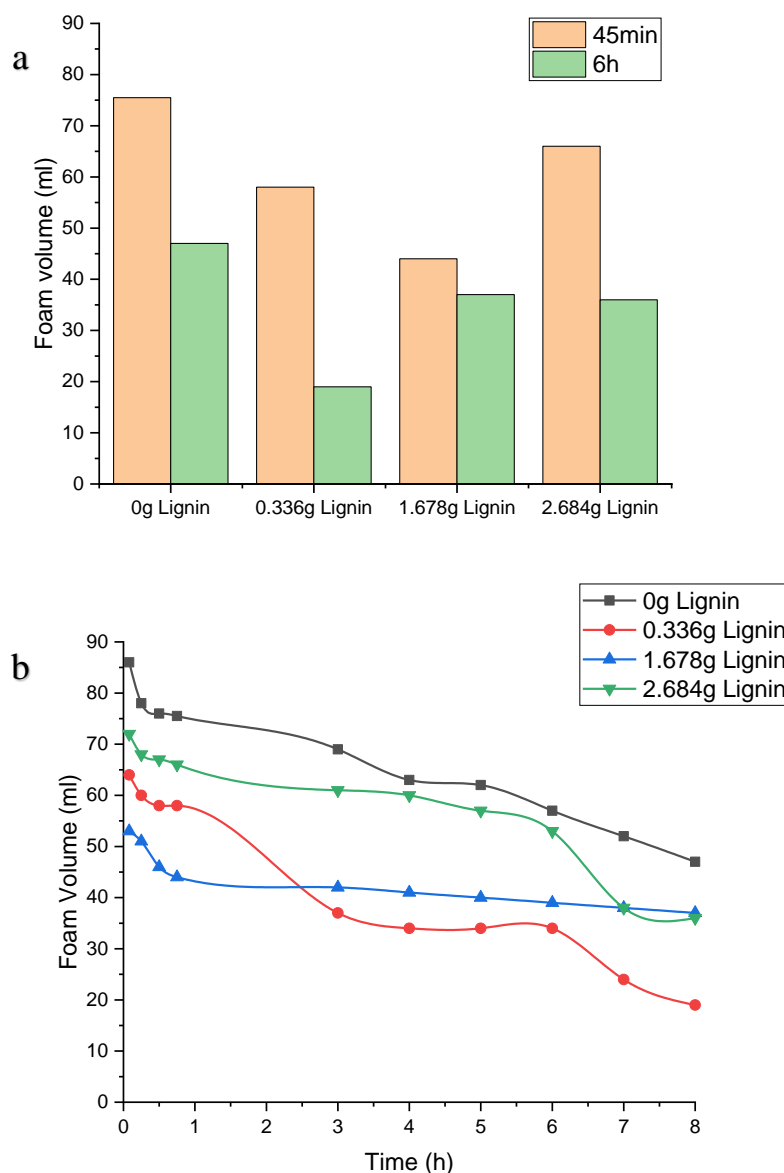 a
45min
6h
90
80
70
60
50
40
30
20
10
0
Foam volume (ml)
0g Lignin 0.336g Lignin 1.678g Lignin 2.684g Lignin
b
0g Lignin
0.336g Lignin
1.678g Lignin
2.684g Lignin
90
80
70
60
50
40
30
20
10
0
Foam Volume (ml)
0 1 2 3 4 5 6 7 8
Time (h)